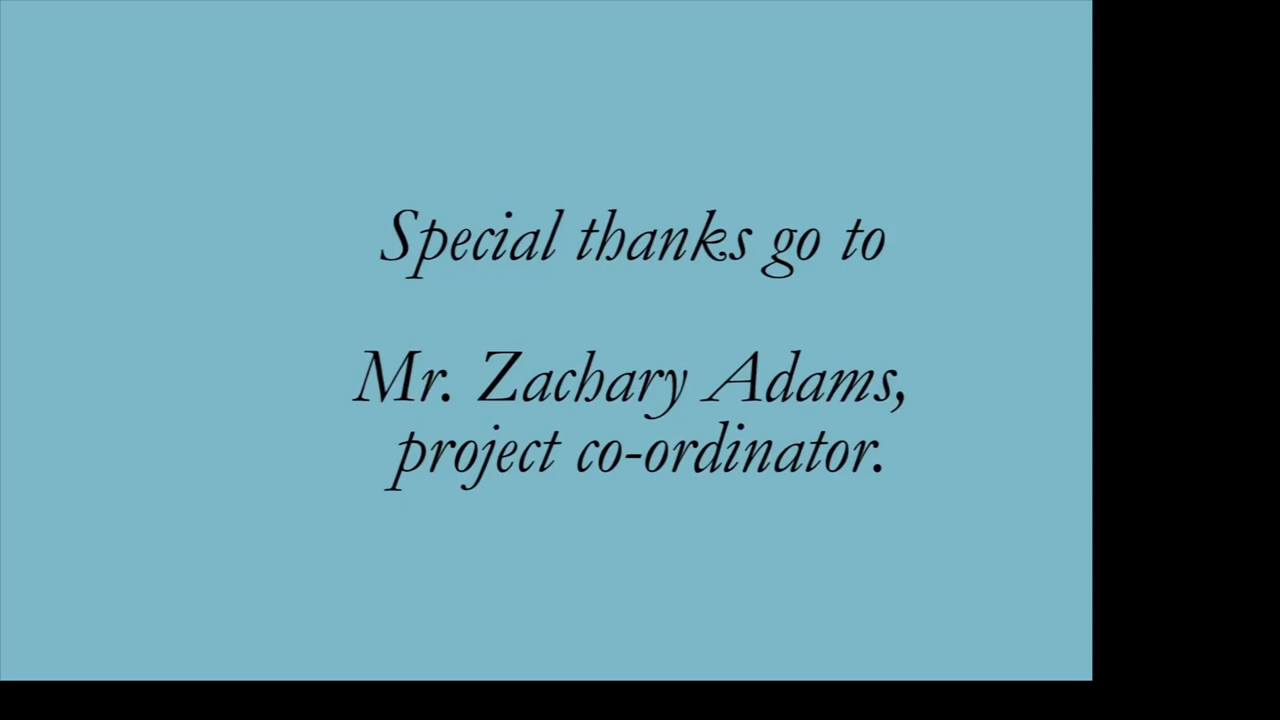 Special thanks go to
Mr. Zachary Adams,
project co-ordinator.